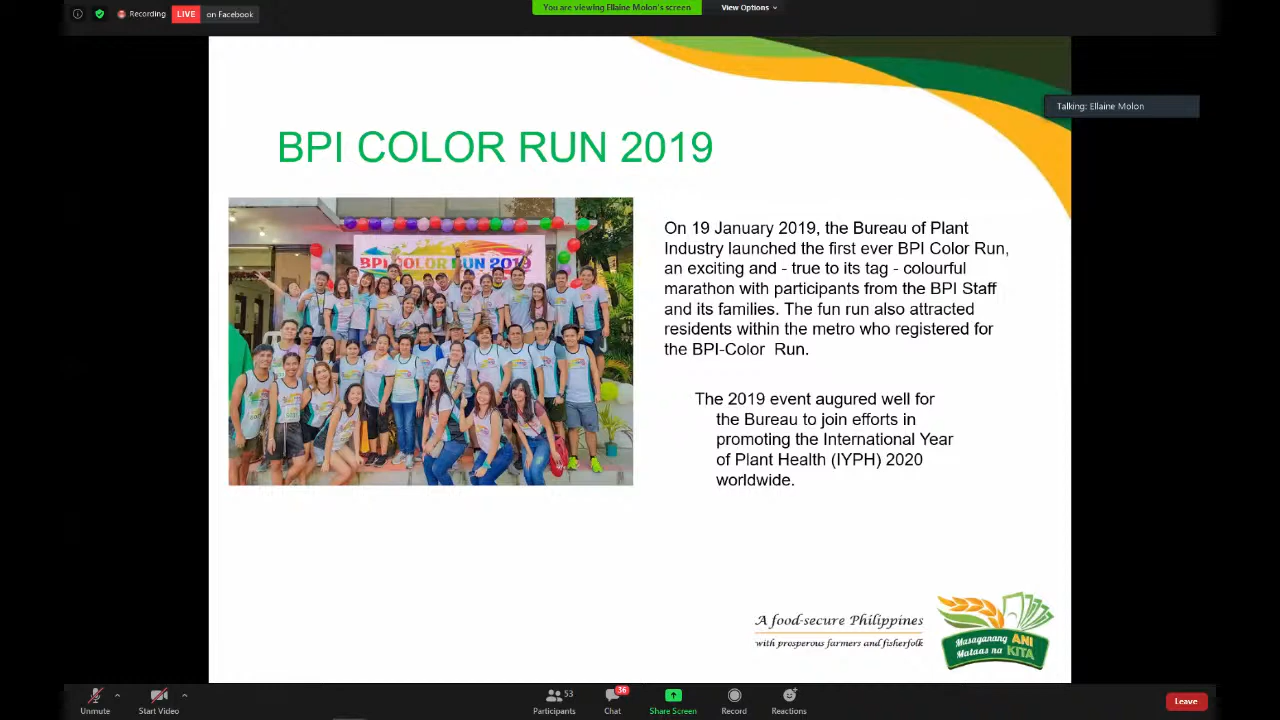 Recording
LIVE
on Facebook
You are viewing Ellaine Molon's screen
View Options
Talking: Ellaine Molon
BPI COLOR RUN 2019
BPI COLOR RUN 2019
On 19 January 2019, the Bureau of Plant
Industry launched the first ever BPI Color Run,
an exciting and - true to its tag - colourful
marathon with participants from the BPI Staff
and its families. The fun run also attracted
residents within the metro who registered for
the BPI-Color Run.
The 2019 event augured well for
the Bureau to join efforts in
promoting the International Year
of Plant Health (IYPH) 2020
worldwide.
A food-secure Philippines
with prosperous farmers and fisherfolk
Masaganang ANI
Mataas na KITA
Unmute
Start Video
53
Participants
36
Chat
Share Screen
Record
Reactions
Leave